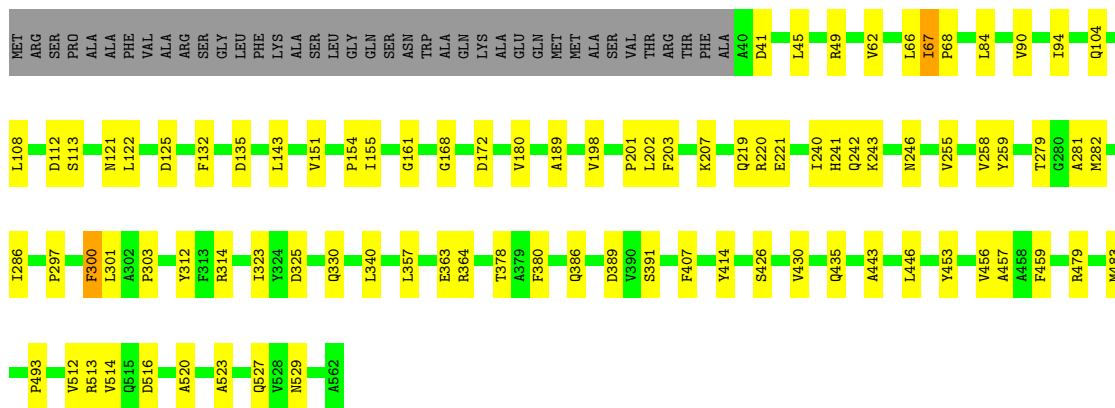 MET ARG SER PRO ALA ALA PHE VAL ALA ARG SER GLY LEU PHE LYS ALA SER LEU GLY GLN SER ASN TRP ALA GLN LYS ALA GLU GLN MET MET ALA SER VAL THR ARG THR PHE ALA A40 D41 L45 R49 V62 L66 I67 P68 L84 V90 I94 Q104
L108 D112 S113 N121 L122 D125 F132 D135 L143 V151 P154 I155 G161 G168 D172 V180 A189 V198 P201 L202 F203 K207 Q219 R220 E221 I240 H241 Q242 K243 N246 V255 V258 Y259 T279 G280 A281 M282
I286 P297 F300 L301 A302 P303 Y312 F313 R314 I323 Y324 D325 Q330 L340 L357 E363 R364 T378 A379 F380 Q386 D389 V390 S391 F407 Y414 S426 V430 Q435 A443 L446 Y453 V456 A457 A458 F459 R479
P493 V512 R513 V514 Q515 D516 A520 A523 Q527 V528 N529 A562